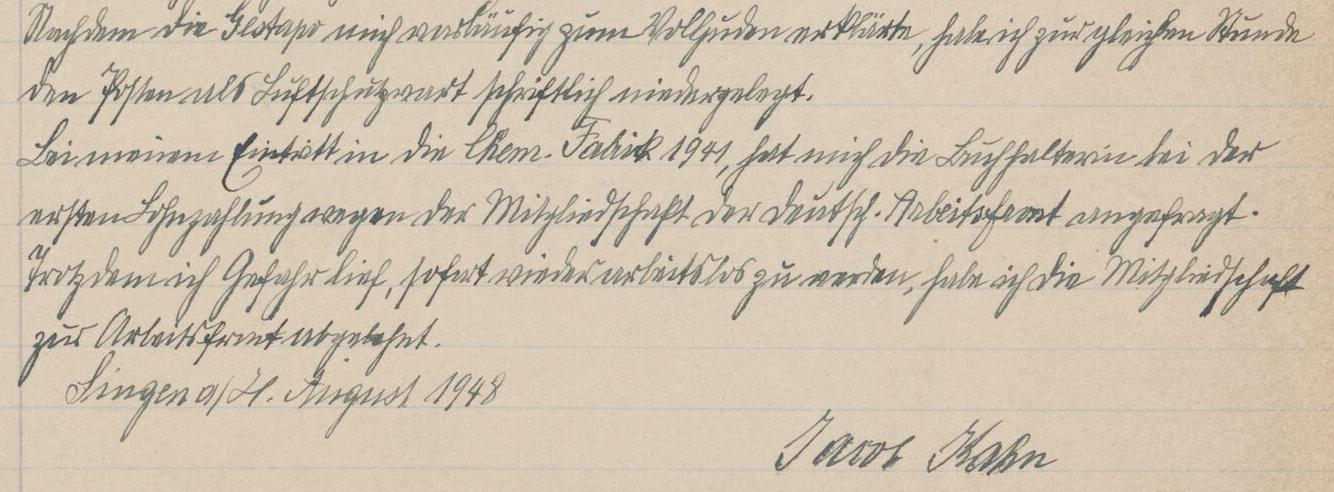 Nachdem die Gestapo mich vorläufig zum Volljuden erklärte, habe ich zur gleichen Stunde
den Posten als Luftschutzwart schriftlich niedergelegt.
Bei meinem Eintritt in die Chem. Fabrik 1941, hat mich die Buchhalterin bei der
ersten Lohnzahlung wegen der Mitgliedschaft der deutsch. Arbeitsfront angefragt.
Trotzdem ich Gefahr lief, sofort wieder arbeitslos zu werden, habe ich die Mitgliedschaft
zur Arbeitsfront abgelehnt.
Singen a/H. August 1948
Jacob Kahn